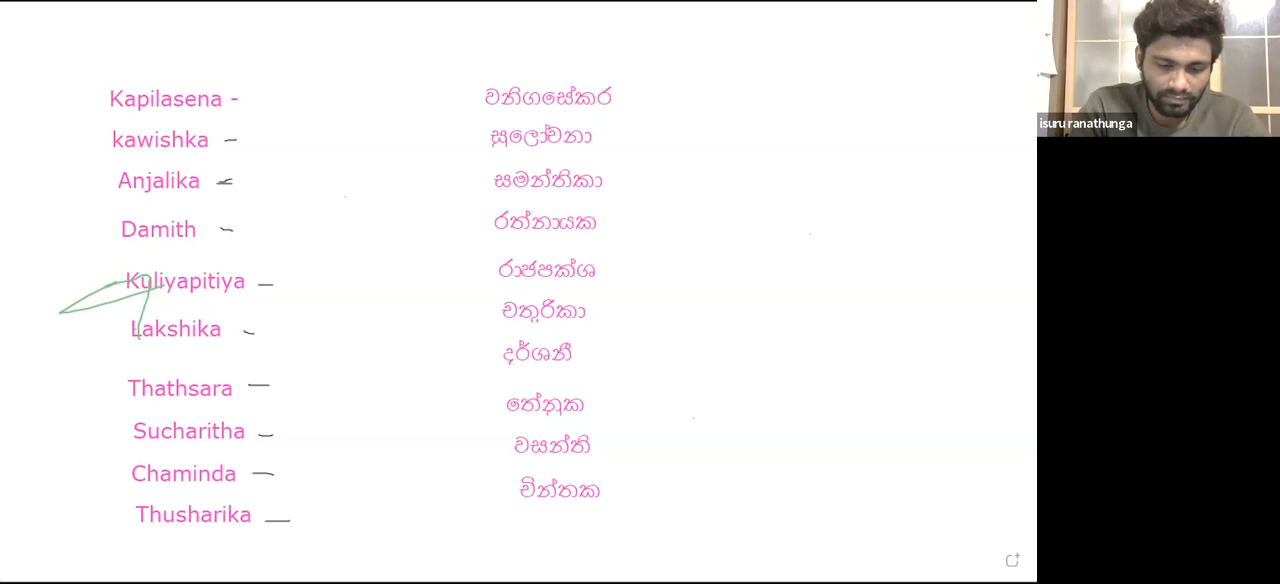 Kapilasena -
kawishka -
Anjalika -
Damith -
Kuliyapitiya -
Lakshika -
Thathsara -
Sucharitha -
Chaminda -
Thusharika -
වනිගසේකර
සුලෝචනා
සමන්තිකා
රත්නායක
රාජපක්ශ
චතුරිකා
දර්ශනී
තේනුක
වසන්ති
චින්තක
isuru ranathunga